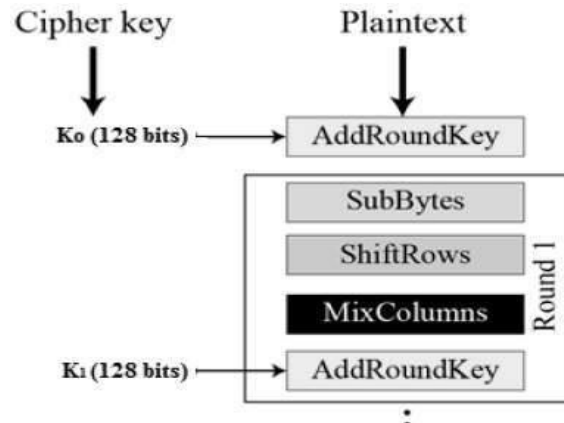 Cipher key Plaintext
K0 (128 bits) AddRoundKey
SubBytes
ShiftRows
MixColumns
Round 1
K1 (128 bits) AddRoundKey